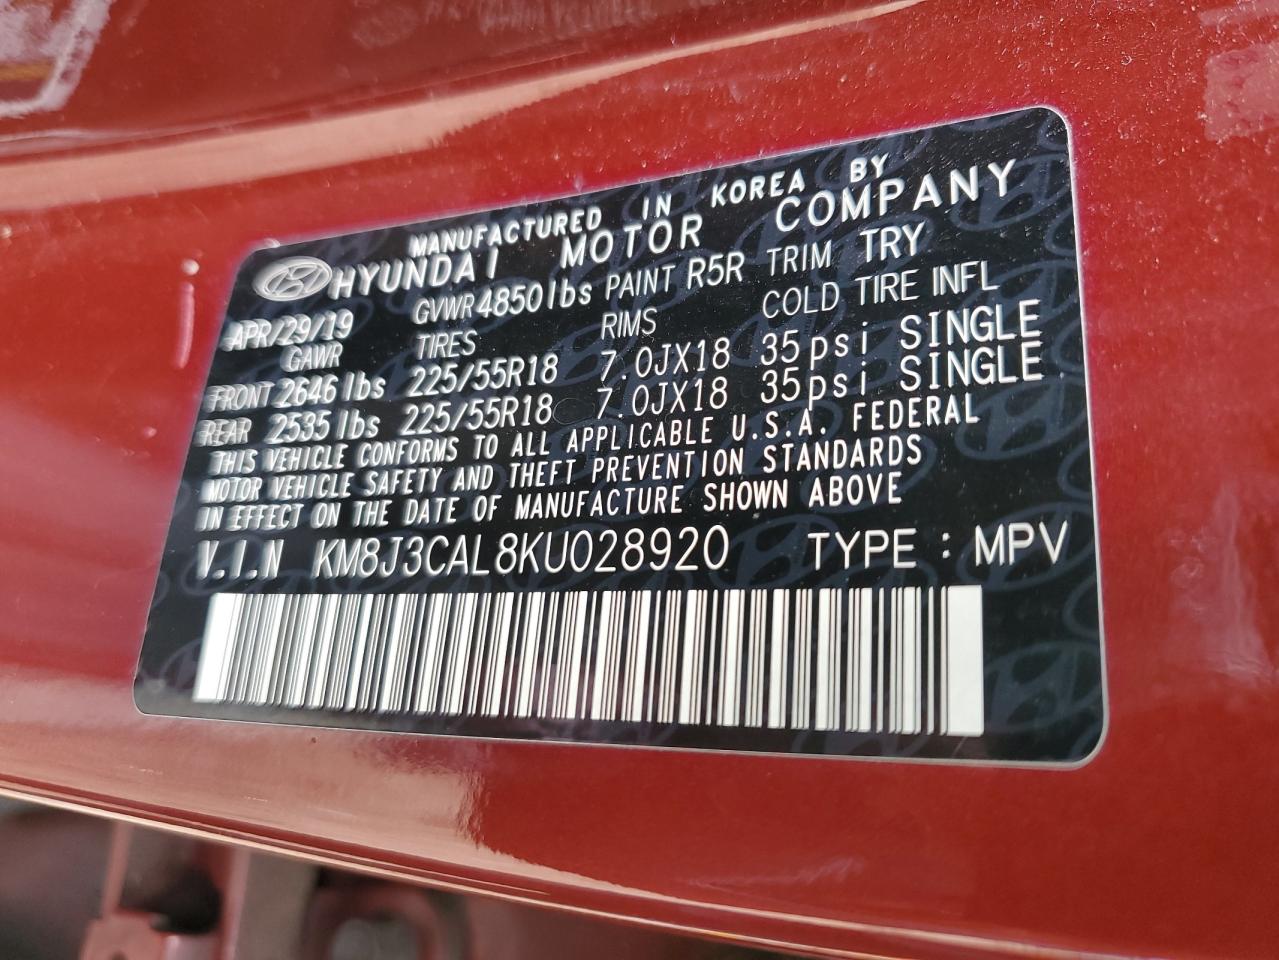 MANUFACTURED IN KOREA BY
HYUNDAI MOTOR COMPANY
APR/29/19 GVWR 4850lbs PAINT R5R TRIM TRY
GAWR TIRES RIMS COLD TIRE INFL
FRONT 2646 lbs 225/55R18 7.0JX18 35psi SINGLE
REAR 2535 lbs 225/55R18 7.0JX18 35psi SINGLE
THIS VEHICLE CONFORMS TO ALL APPLICABLE U.S.A. FEDERAL
MOTOR VEHICLE SAFETY AND THEFT PREVENTION STANDARDS
IN EFFECT ON THE DATE OF MANUFACTURE SHOWN ABOVE
V.I.N KM8J3CAL8KU028920 TYPE : MPV